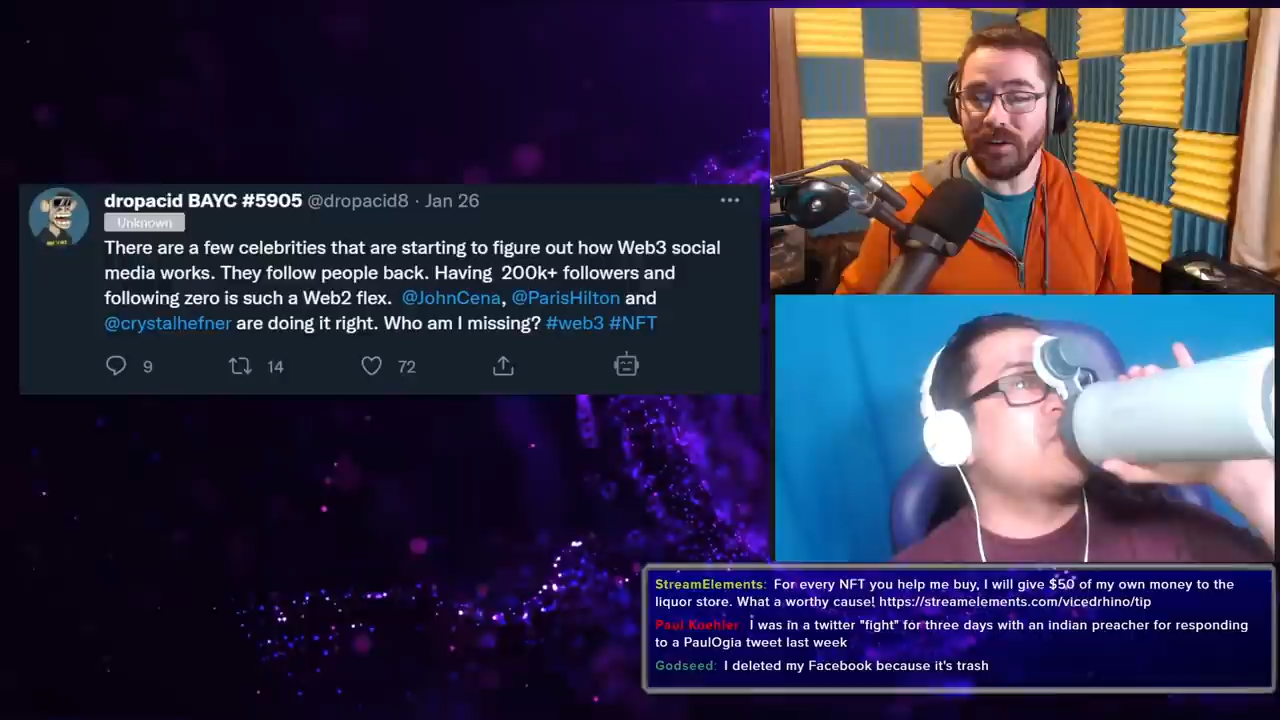 dropacid BAYC #5905 @dropacid8 · Jan 26
Unknown
There are a few celebrities that are starting to figure out how Web3 social
media works. They follow people back. Having 200k+ followers and
following zero is such a Web2 flex. @JohnCena, @ParisHilton and
@crystalhefner are doing it right. Who am I missing? #web3 #NFT
9 14 72
StreamElements: For every NFT you help me buy, I will give $50 of my own money to the
liquor store. What a worthy cause! https://streamelements.com/vicedrhino/tip
Paul Koehler I was in a twitter "fight" for three days with an indian preacher for responding
to a PaulOgia tweet last week
Godseed: I deleted my Facebook because it's trash